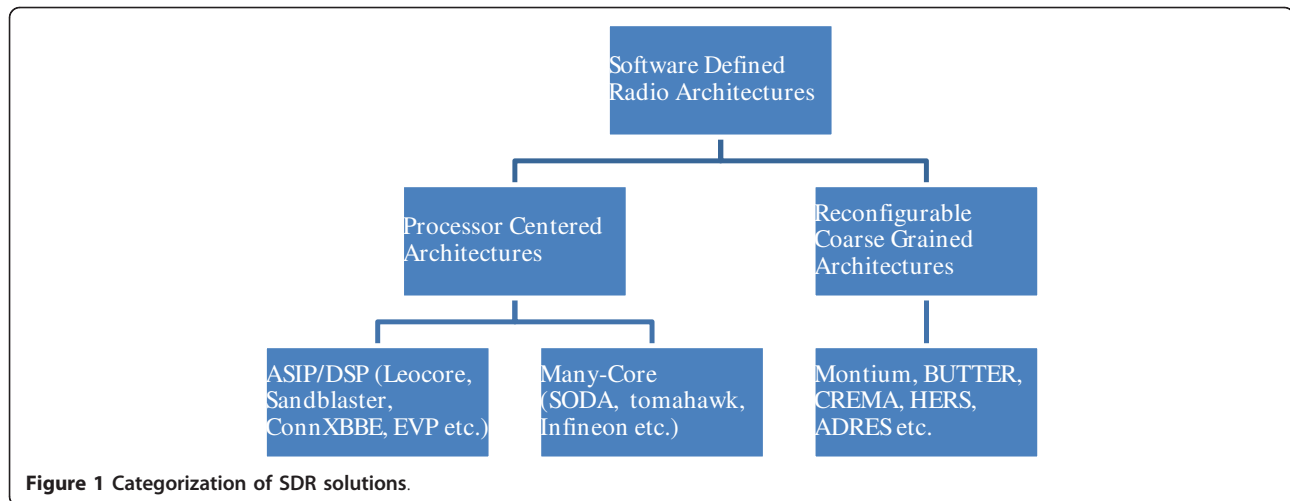 Software Defined
Radio Architectures
Processor Centered
Architectures
Reconfigurable
Coarse Grained
Architectures
ASIP/DSP (Leocore,
Sandblaster,
ConnXBBE, EVP etc.)
Many-Core
(SODA, tomahawk,
Infineon etc.)
Montium, BUTTER,
CREMA, HERS,
ADRES etc.
Figure 1 Categorization of SDR solutions.